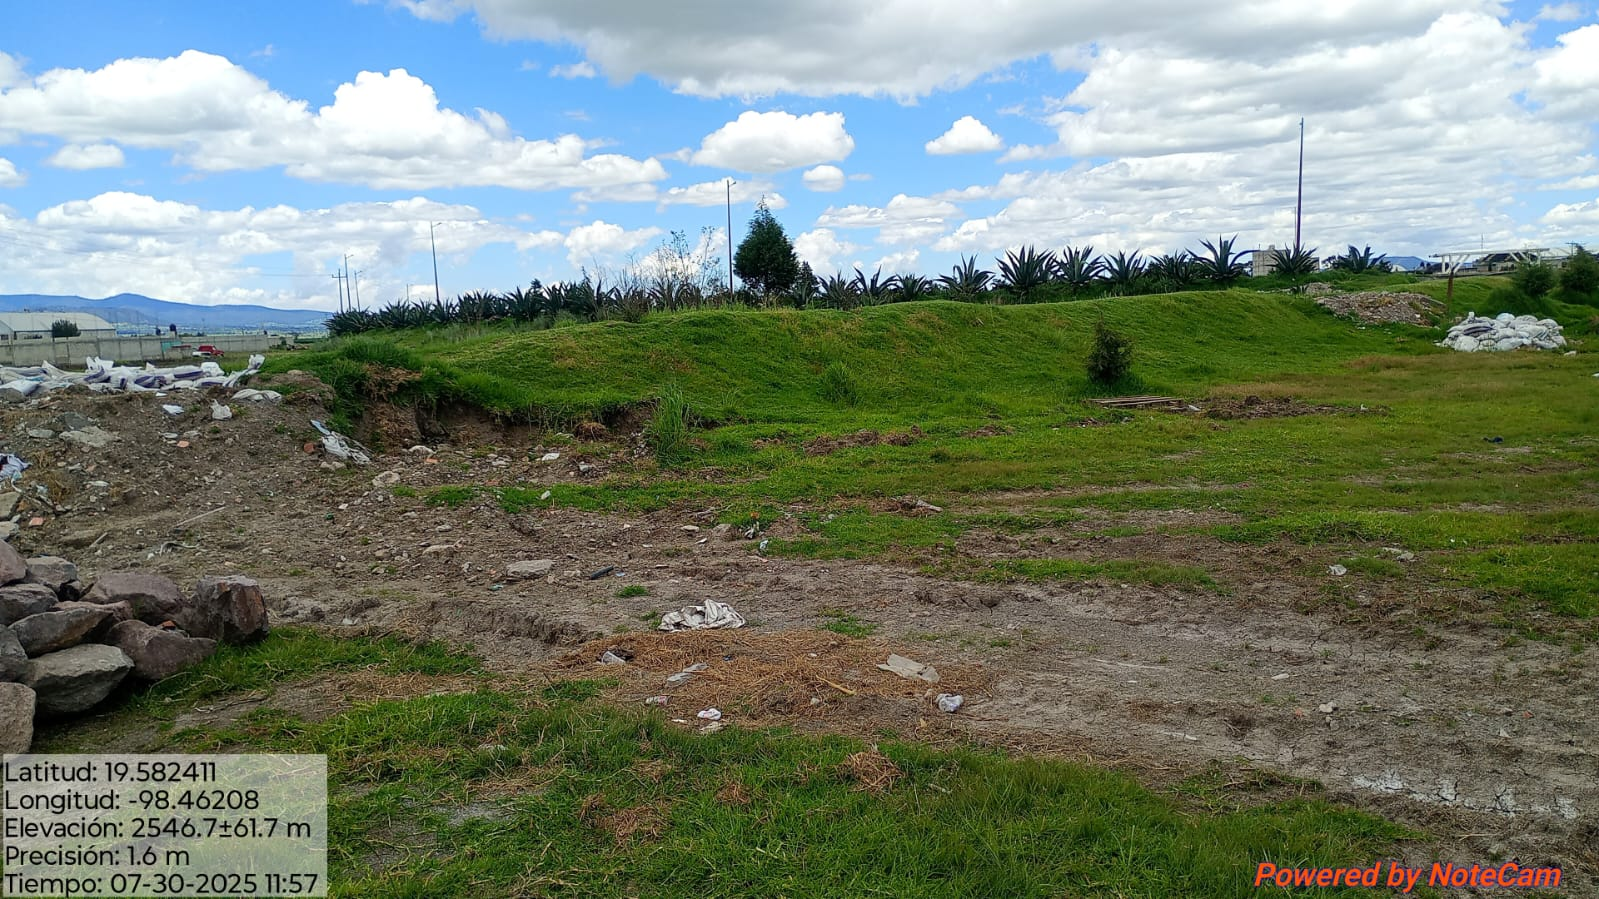 Latitud: 19.582411
Longitud: -98.46208
Elevación: 2546.7±61.7 m
Precisión: 1.6 m
Tiempo: 07-30-2025 11:57
Powered by NoteCam